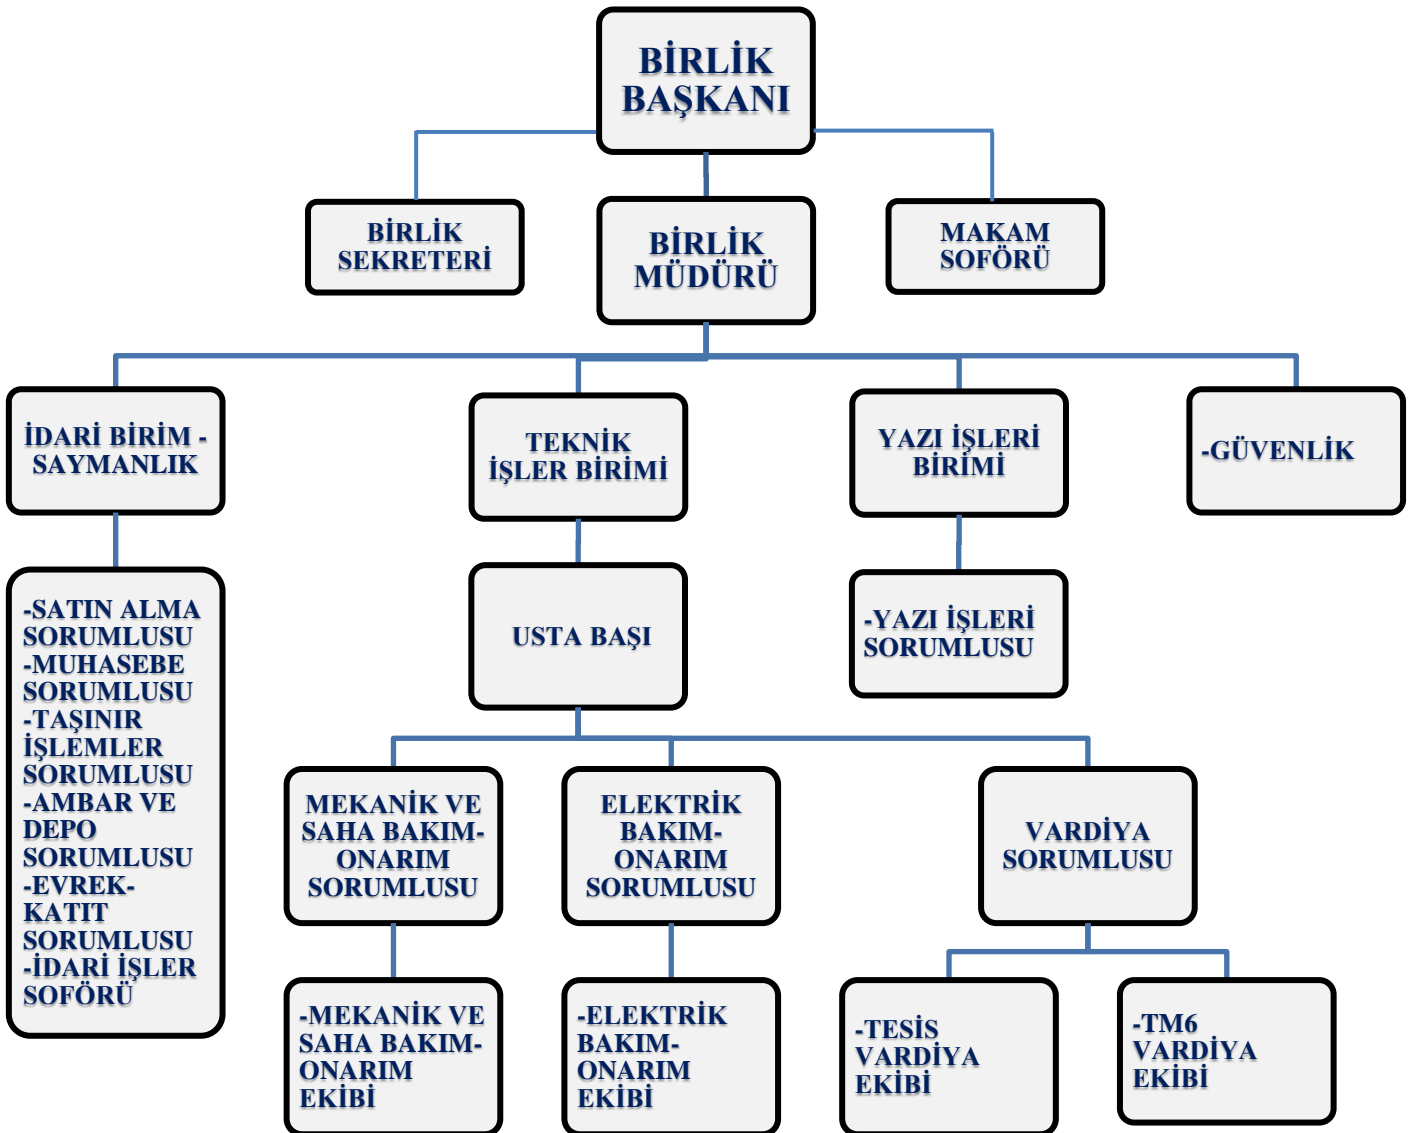 BİRLİK
BAŞKANI
BİRLİK
SEKRETERİ
BİRLİK
MÜDÜRÜ
MAKAM
SOFÖRÜ
İDARİ BİRİM -
SAYMANLIK
TEKNİK
İŞLER BİRİMİ
YAZI İŞLERİ
BİRİMİ
-GÜVENLİK
-SATIN ALMA
SORUMLUSU
-MUHASEBE
SORUMLUSU
-TAŞINIR
İŞLEMLER
SORUMLUSU
-AMBAR VE
DEPO
SORUMLUSU
-EVREK-
KATIT
SORUMLUSU
-İDARİ İŞLER
SOFÖRÜ
USTA BAŞI
-YAZI İŞLERİ
SORUMLUSU
MEKANİK VE
SAHA BAKIM-
ONARIM
SORUMLUSU
ELEKTRİK
BAKIM-
ONARIM
SORUMLUSU
VARDİYA
SORUMLUSU
-MEKANİK VE
SAHA BAKIM-
ONARIM
EKİBİ
-ELEKTRİK
BAKIM-
ONARIM
EKİBİ
-TESİS
VARDİYA
EKİBİ
-TM6
VARDİYA
EKİBİ